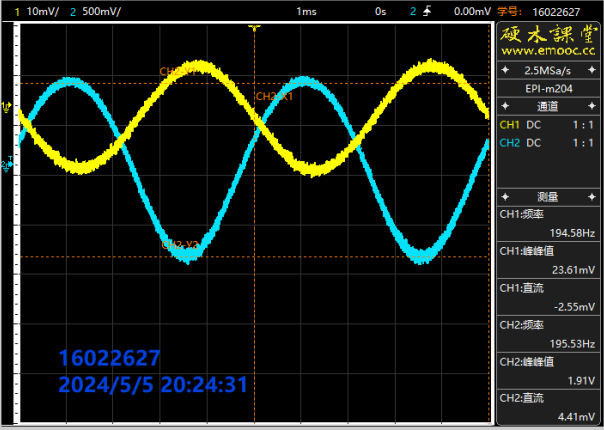 1 10mV/ 2 500mV/ 1ms 0s 2 0.00mV 学号: 16022627
硬木課堂
www.emooc.cc
2.5MSa/s
EPI-m204
通道
CH1 DC 1 : 1
CH2 DC 1 : 1
测量
CH1:频率
194.58Hz
CH1:峰峰值
23.61mV
CH1:直流
-2.55mV
CH2:频率
195.53Hz
CH2:峰峰值
1.91V
CH2:直流
4.41mV
CH2-X1
CH2-Y2
16022627
2024/5/5 20:24:31